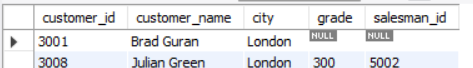 customer_id customer_name city grade salesman_id
3001 Brad Guran London NULL NULL
3008 Julian Green London 300 5002